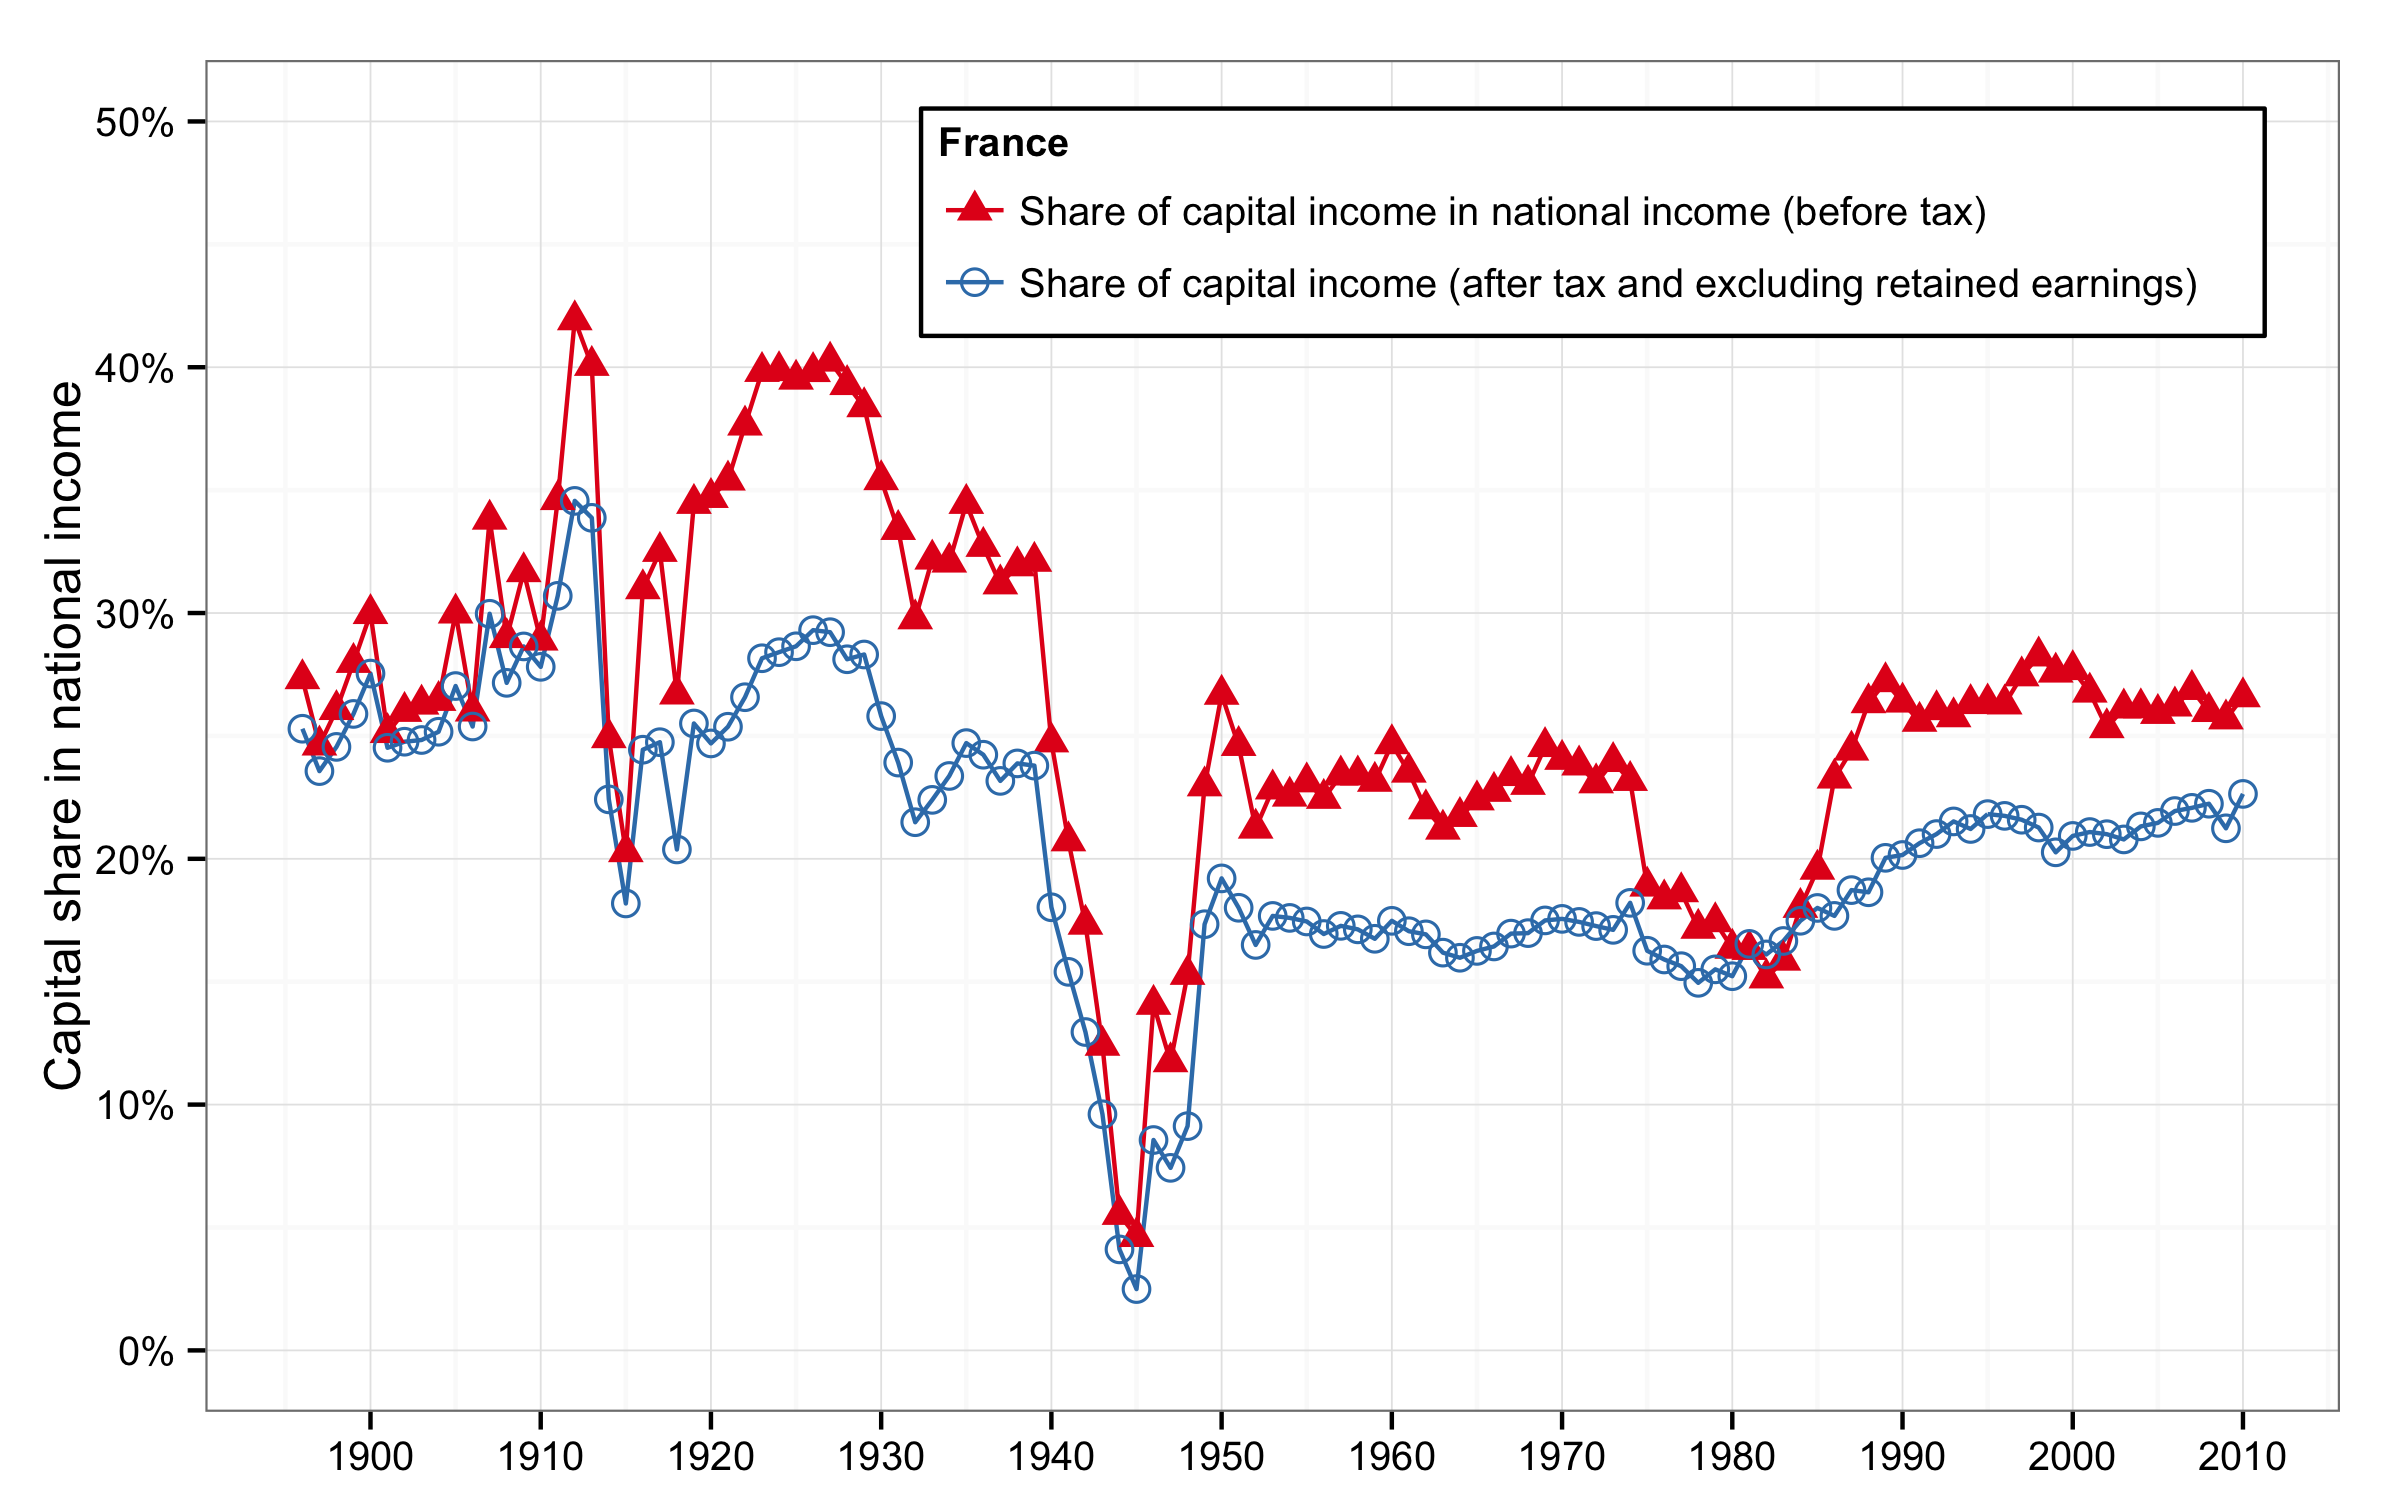 France
Share of capital income in national income (before tax)
Share of capital income (after tax and excluding retained earnings)
Capital share in national income
50%
40%
30%
20%
10%
0%
1900 1910 1920 1930 1940 1950 1960 1970 1980 1990 2000 2010